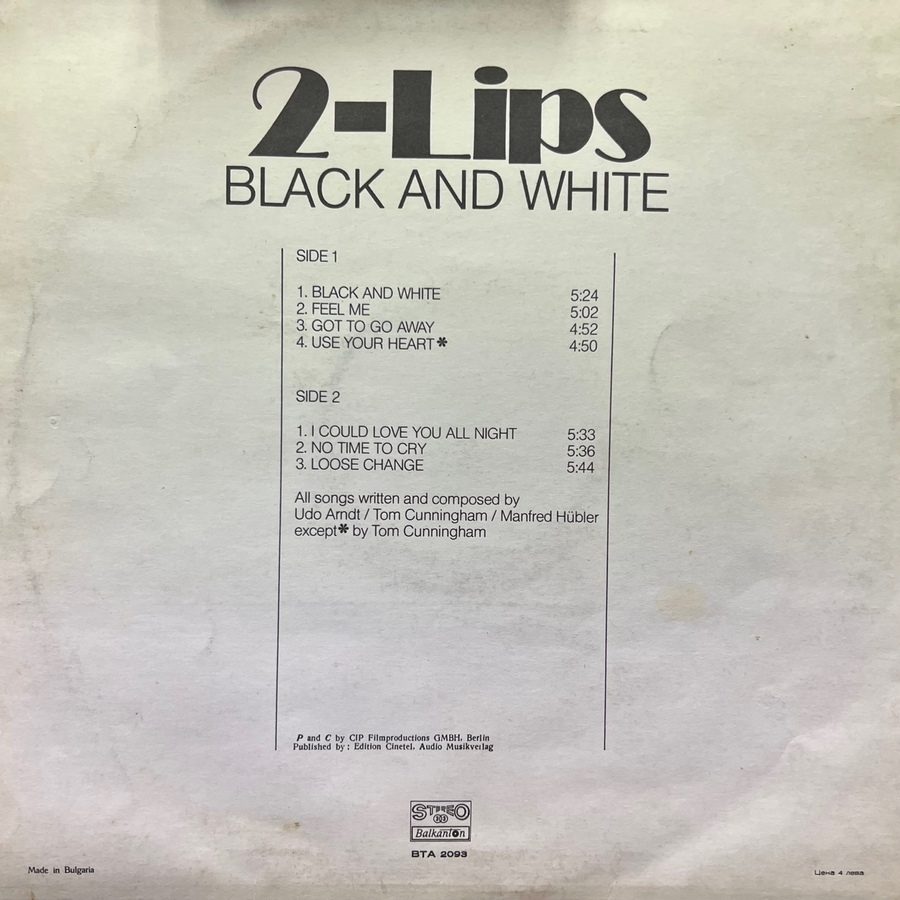 2-Lips
BLACK AND WHITE
SIDE 1
1. BLACK AND WHITE 5:24
2. FEEL ME 5:02
3. GOT TO GO AWAY 4:52
4. USE YOUR HEART* 4:50
SIDE 2
1. I COULD LOVE YOU ALL NIGHT 5:33
2. NO TIME TO CRY 5:36
3. LOOSE CHANGE 5:44
All songs written and composed by
Udo Arndt / Tom Cunningham / Manfred Hübler
except* by Tom Cunningham
P and C by CIP Filmproductions GMBH, Berlin
Published by: Edition Cinetel, Audio Musikverlag
STEREO
33
Balkanton
BTA 2093
Made in Bulgaria
Цена 4 лева